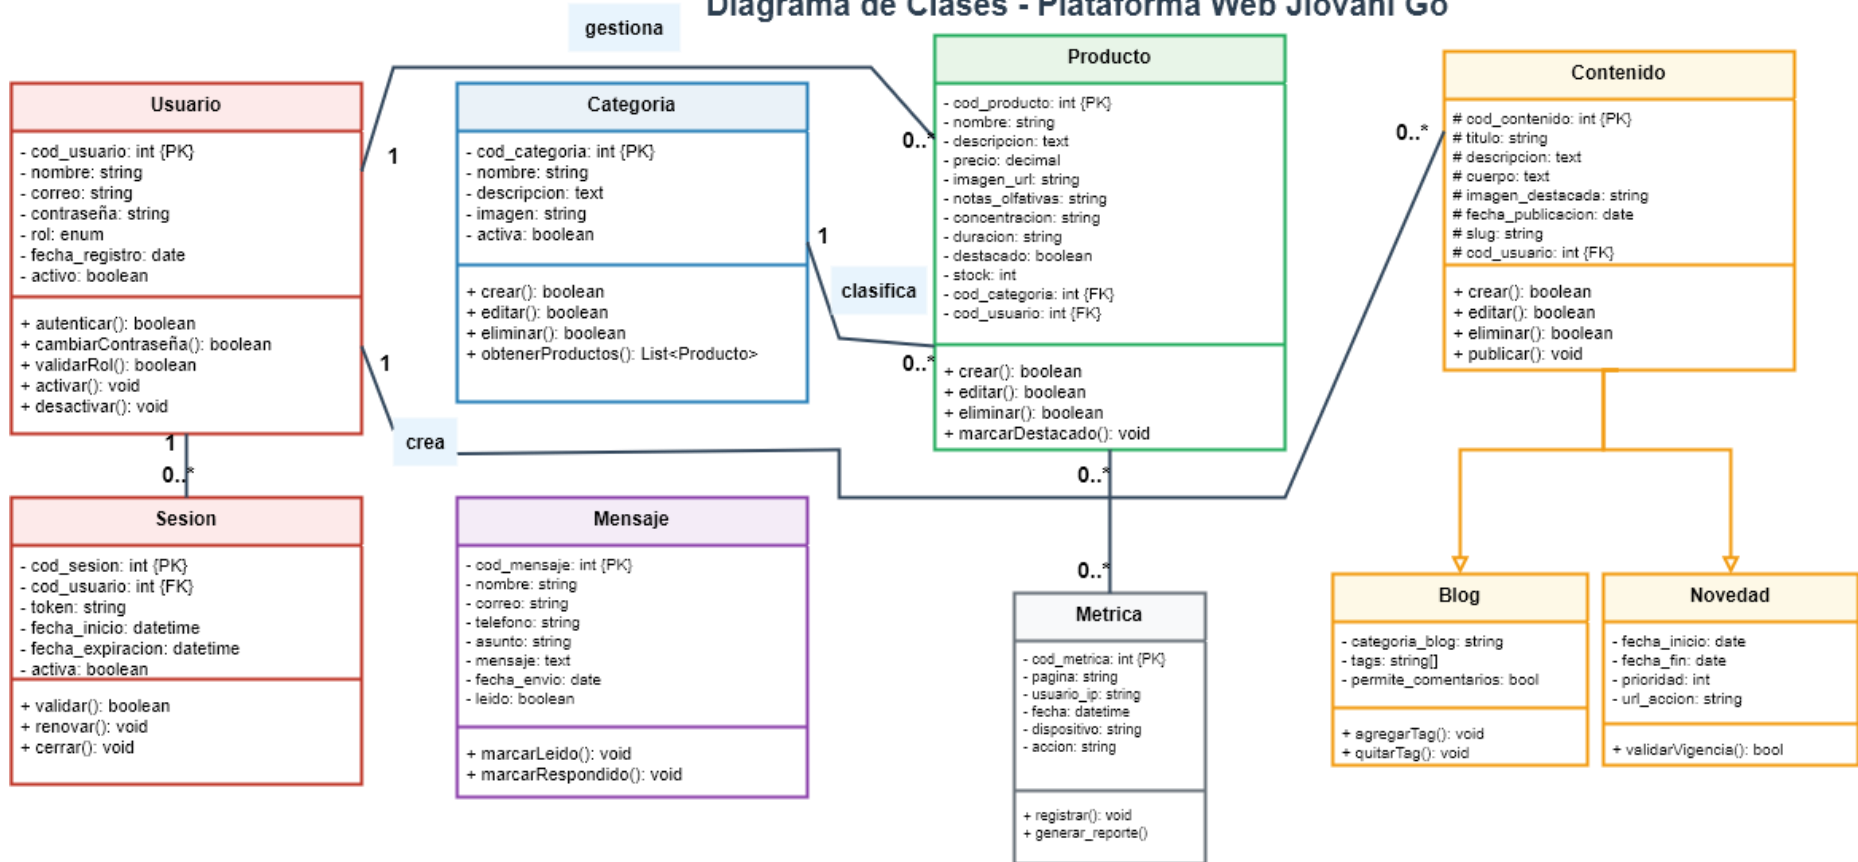 Diagrama de Clases - Plataforma Web Jiovani Go
gestiona
Usuario
- cod_usuario: int {PK}
- nombre: string
- correo: string
- contraseña: string
- rol: enum
- fecha_registro: date
- activo: boolean
+ autenticar(): boolean
+ cambiarContraseña(): boolean
+ validarRol(): boolean
+ activar(): void
+ desactivar(): void
1
1
1
0..*
Categoria
- cod_categoria: int {PK}
- nombre: string
- descripcion: text
- imagen: string
- activa: boolean
+ crear(): boolean
+ editar(): boolean
+ eliminar(): boolean
+ obtenerProductos(): List<Producto>
1
clasifica
0..*
0..*
Producto
- cod_producto: int {PK}
- nombre: string
- descripcion: text
- precio: decimal
- imagen_url: string
- notas_olfativas: string
- concentracion: string
- duracion: string
- destacado: boolean
- stock: int
- cod_categoria: int {FK}
- cod_usuario: int {FK}
+ crear(): boolean
+ editar(): boolean
+ eliminar(): boolean
+ marcarDestacado(): void
0..*
0..*
0..*
Contenido
# cod_contenido: int {PK}
# titulo: string
# descripcion: text
# cuerpo: text
# imagen_destacada: string
# fecha_publicacion: date
# slug: string
# cod_usuario: int {FK}
+ crear(): boolean
+ editar(): boolean
+ eliminar(): boolean
+ publicar(): void
crea
Sesion
- cod_sesion: int {PK}
- cod_usuario: int {FK}
- token: string
- fecha_inicio: datetime
- fecha_expiracion: datetime
- activa: boolean
+ validar(): boolean
+ renovar(): void
+ cerrar(): void
Mensaje
- cod_mensaje: int {PK}
- nombre: string
- correo: string
- telefono: string
- asunto: string
- mensaje: text
- fecha_envio: date
- leido: boolean
+ marcarLeido(): void
+ marcarRespondido(): void
Metrica
- cod_metrica: int {PK}
- pagina: string
- usuario_ip: string
- fecha: datetime
- dispositivo: string
- accion: string
+ registrar(): void
+ generar_reporte()
Blog
- categoria_blog: string
- tags: string[]
- permite_comentarios: bool
+ agregarTag(): void
+ quitarTag(): void
Novedad
- fecha_inicio: date
- fecha_fin: date
- prioridad: int
- url_accion: string
+ validarVigencia(): bool